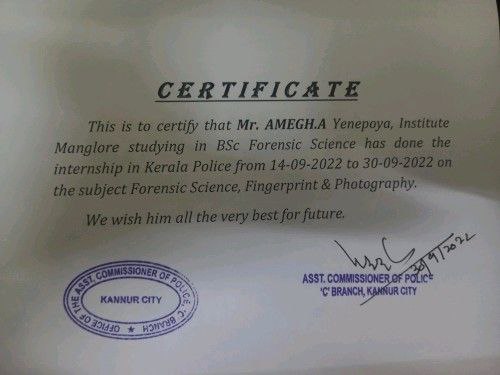 CERTIFICATE
This is to certify that Mr. AMEGH.A Yenepoya, Institute
Manglore studying in BSc Forensic Science has done the
internship in Kerala Police from 14-09-2022 to 30-09-2022 on
the subject Forensic Science, Fingerprint & Photography.
We wish him all the very best for future.
OFFICE OF THE ASST. COMMISSIONER OF POLICE, 'C' BRANCH
KANNUR CITY
30/9/2022
ASST. COMMISSIONER OF POLICE
'C' BRANCH, KANNUR CITY